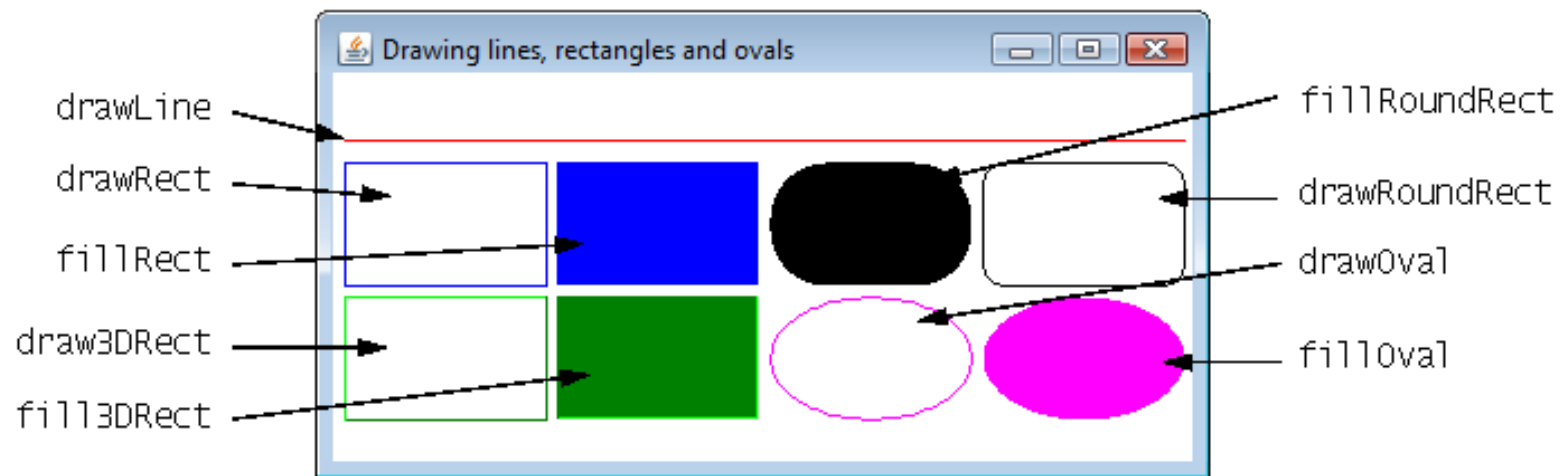 Drawing lines, rectangles and ovals
drawLine
drawRect
fillRect
draw3DRect
fill3DRect
fillRoundRect
drawRoundRect
drawOval
fillOval